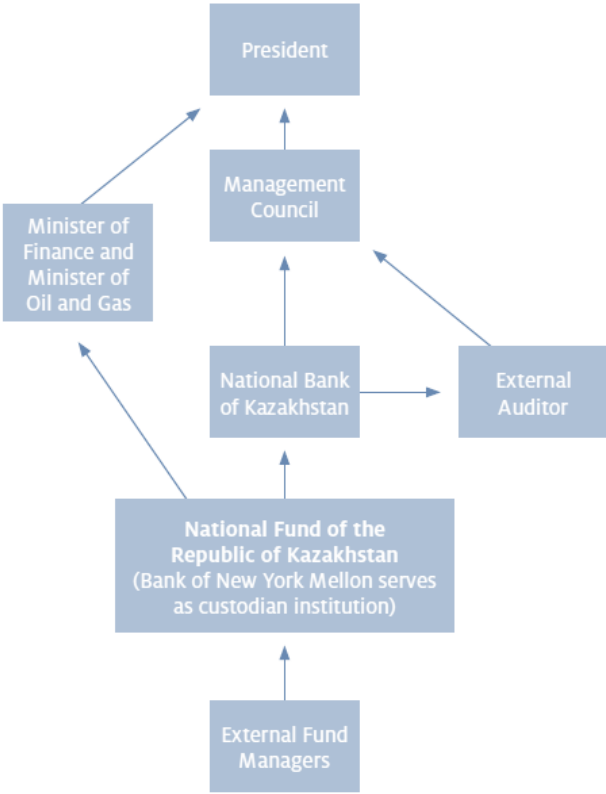 President
Management
Council
Minister of
Finance and
Minister of
Oil and Gas
National Bank
of Kazakhstan
External
Auditor
National Fund of the
Republic of Kazakhstan
(Bank of New York Mellon serves
as custodian institution)
External Fund
Managers